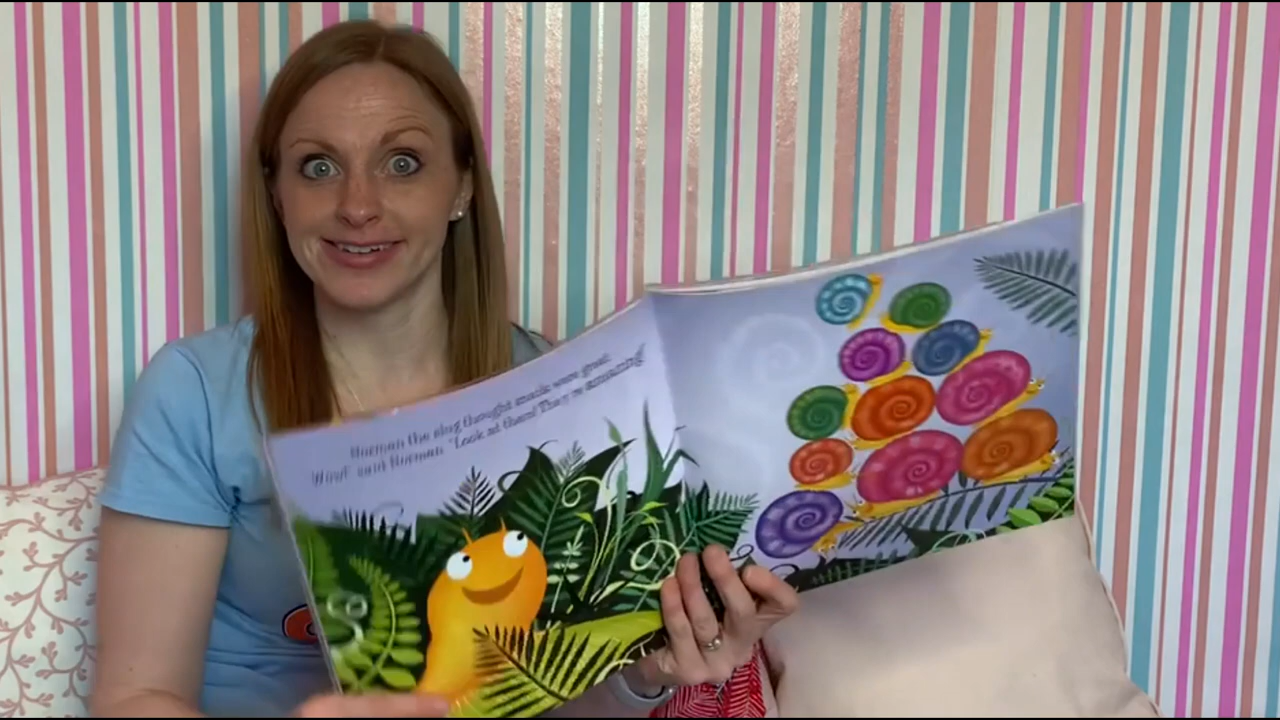 Norman the slug thought snails were great.
"Wow!" said Norman. "Look at them! They're amazing!